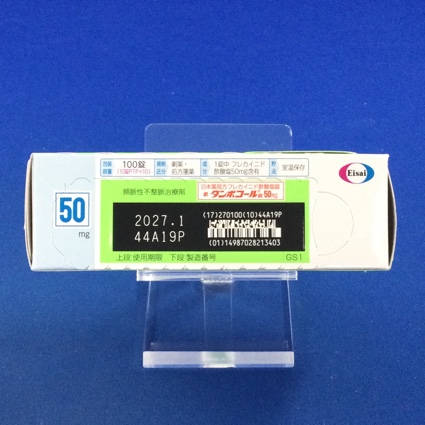 包装容量 100錠 (10錠PTP×10)
規制区分 劇薬・処方箋薬
成分 1錠中 フレカイニド酢酸塩50mg含有
貯法 室温保存
Eisai
頻脈性不整脈治療剤
日本薬局方フレカイニド酢酸塩錠
劇 タンボコール錠50mg
50
mg
2027.1
44A19P
(17)270100(10)44A19P
(01)14987028213403
上段:使用期限 下段:製造番号
GS1